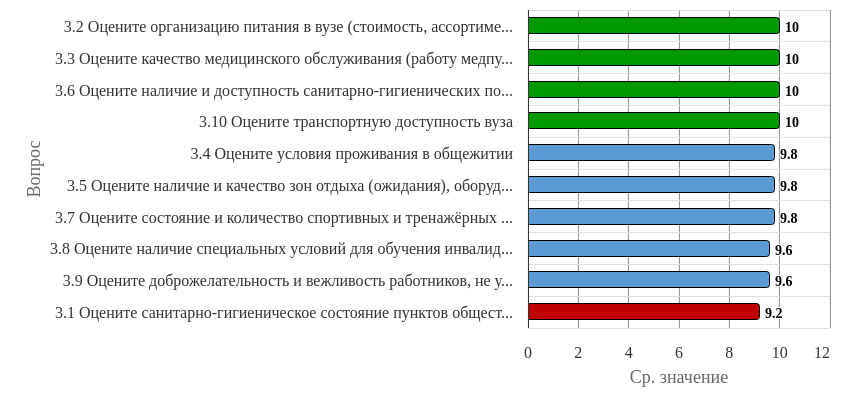 3.2 Оцените организацию питания в вузе (стоимость, ассортиме... 10
3.3 Оцените качество медицинского обслуживания (работу медпу... 10
3.6 Оцените наличие и доступность санитарно-гигиенических по... 10
3.10 Оцените транспортную доступность вуза 10
3.4 Оцените условия проживания в общежитии 9.8
3.5 Оцените наличие и качество зон отдыха (ожидания), оборуд... 9.8
3.7 Оцените состояние и количество спортивных и тренажёрных ... 9.8
3.8 Оцените наличие специальных условий для обучения инвалид... 9.6
3.9 Оцените доброжелательность и вежливость работников, не у... 9.6
3.1 Оцените санитарно-гигиеническое состояние пунктов общест... 9.2
Вопрос
0 2 4 6 8 10 12
Ср. значение